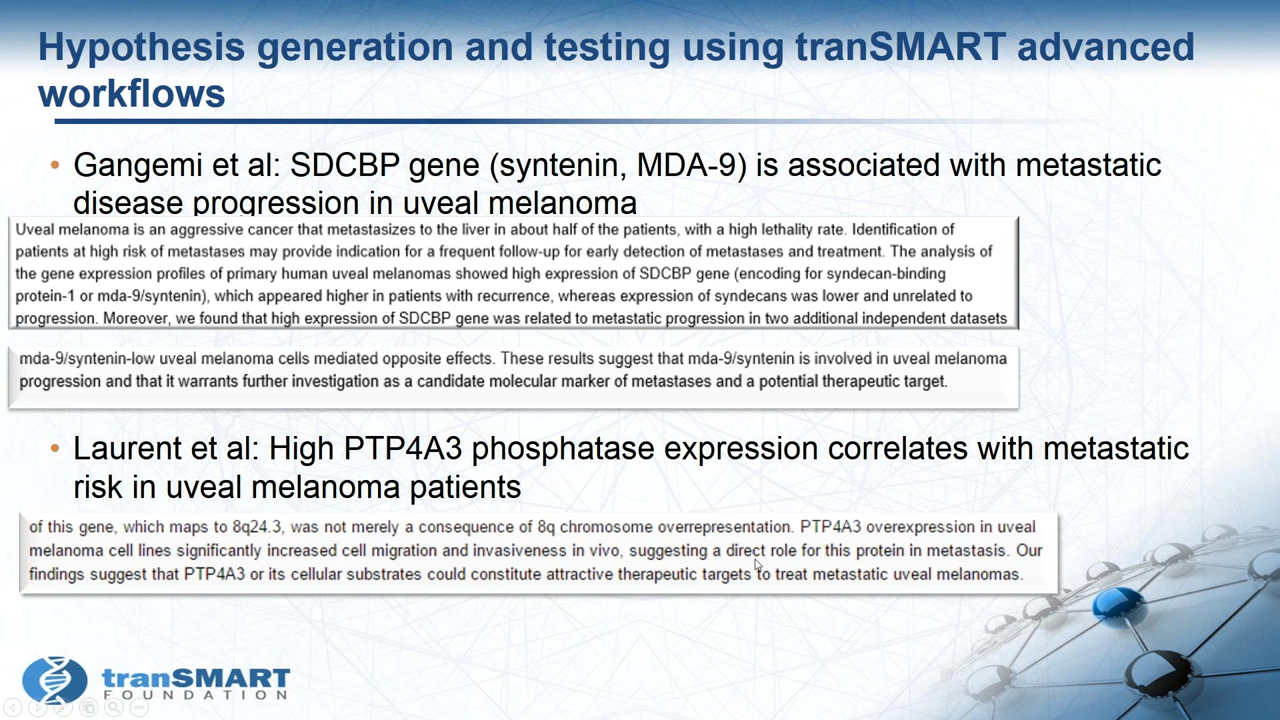 Hypothesis generation and testing using tranSMART advanced
workflows
• Gangemi et al: SDCBP gene (syntenin, MDA-9) is associated with metastatic
disease progression in uveal melanoma
Uveal melanoma is an aggressive cancer that metastasizes to the liver in about half of the patients, with a high lethality rate. Identification of
patients at high risk of metastases may provide indication for a frequent follow-up for early detection of metastases and treatment. The analysis of
the gene expression profiles of primary human uveal melanomas showed high expression of SDCBP gene (encoding for syndecan-binding
protein-1 or mda-9/syntenin), which appeared higher in patients with recurrence, whereas expression of syndecans was lower and unrelated to
progression. Moreover, we found that high expression of SDCBP gene was related to metastatic progression in two additional independent datasets
mda-9/syntenin-low uveal melanoma cells mediated opposite effects. These results suggest that mda-9/syntenin is involved in uveal melanoma
progression and that it warrants further investigation as a candidate molecular marker of metastases and a potential therapeutic target.
• Laurent et al: High PTP4A3 phosphatase expression correlates with metastatic
risk in uveal melanoma patients
of this gene, which maps to 8q24.3, was not merely a consequence of 8q chromosome overrepresentation. PTP4A3 overexpression in uveal
melanoma cell lines significantly increased cell migration and invasiveness in vivo, suggesting a direct role for this protein in metastasis. Our
findings suggest that PTP4A3 or its cellular substrates could constitute attractive therapeutic targets to treat metastatic uveal melanomas.
tranSMART
FOUNDATION